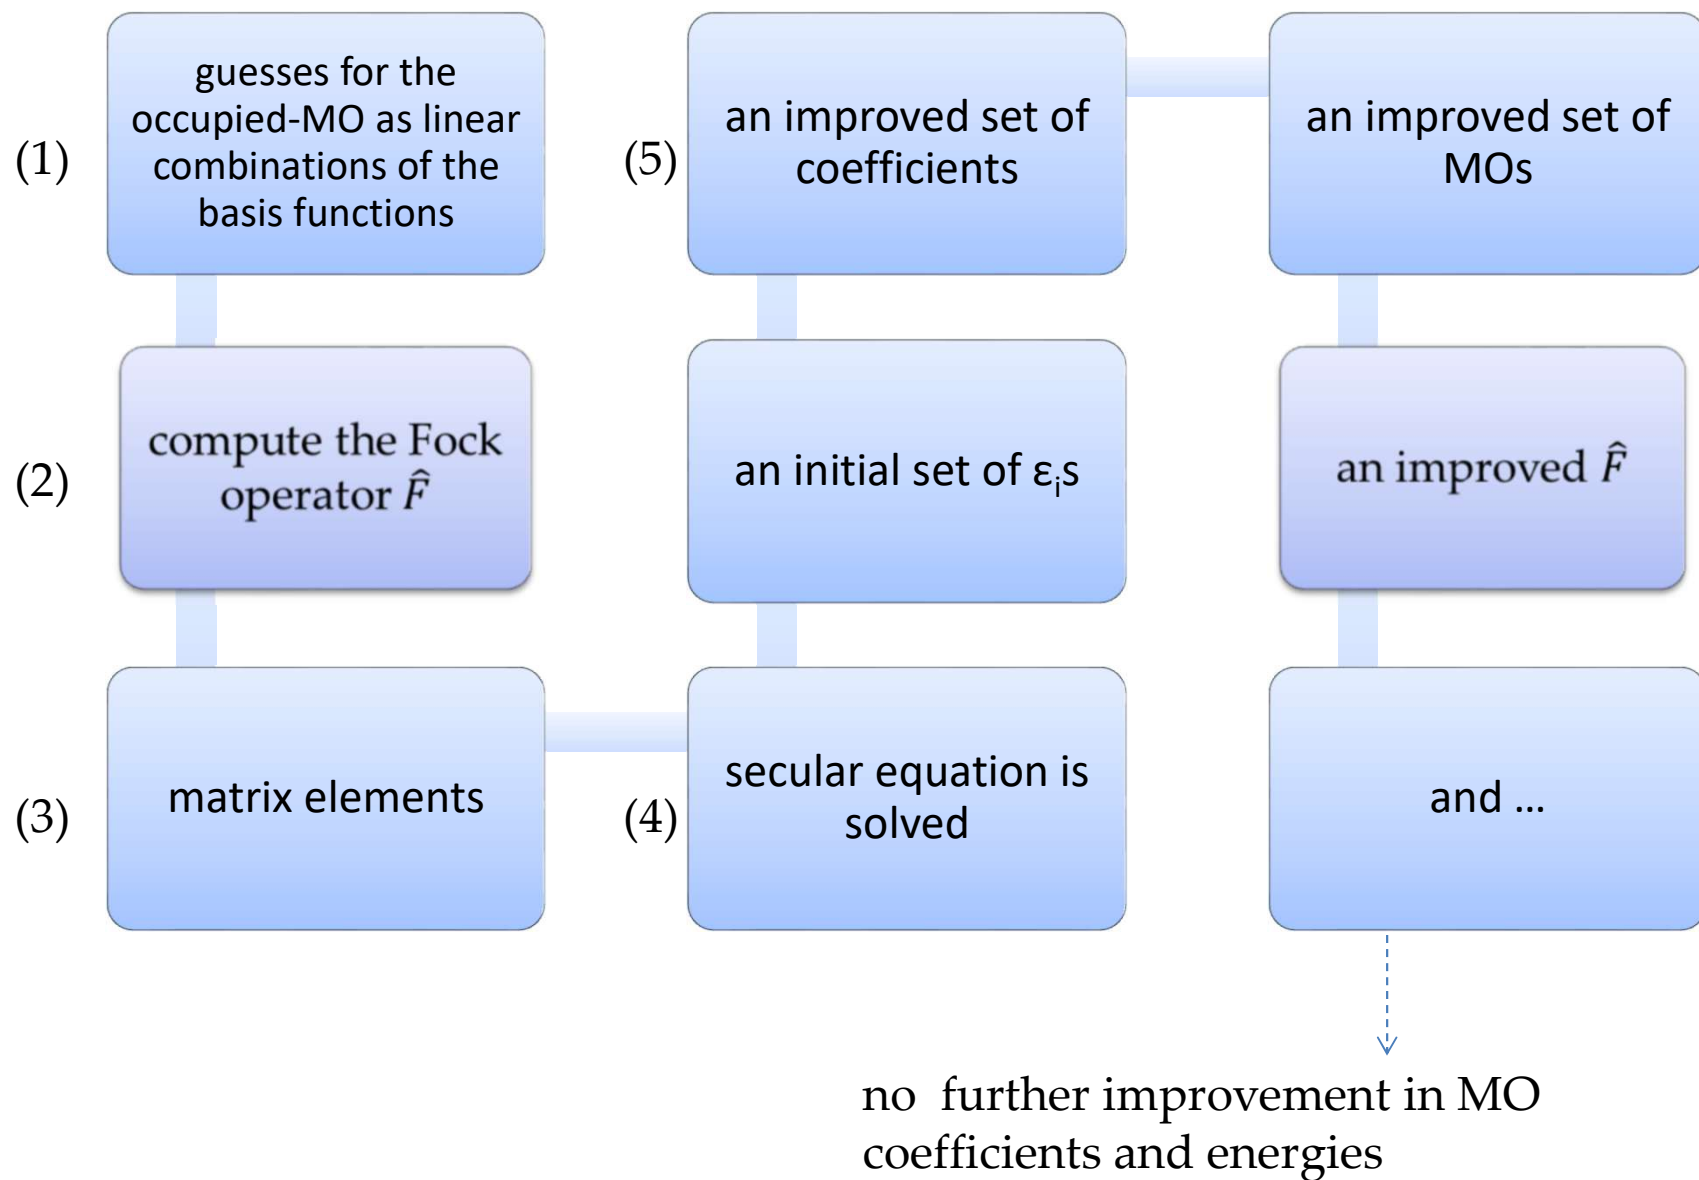 (1)
guesses for the
occupied-MO as linear
combinations of the
basis functions
(2)
compute the Fock
operator F̂
(3)
matrix elements
(4)
secular equation is
solved
an initial set of εᵢs
(5)
an improved set of
coefficients
an improved set of
MOs
an improved F̂
and ...
no further improvement in MO
coefficients and energies